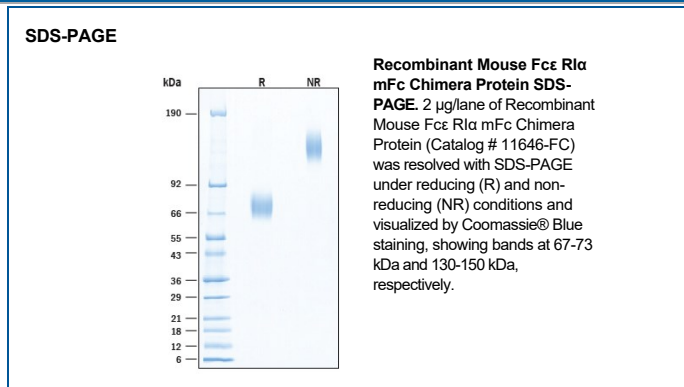 SDS-PAGE
kDa R NR
190
92
66
55
43
36
29
21
18
12
6
Recombinant Mouse Fcε RIα
mFc Chimera Protein SDS-
PAGE. 2 µg/lane of Recombinant
Mouse Fcε RIα mFc Chimera
Protein (Catalog # 11646-FC)
was resolved with SDS-PAGE
under reducing (R) and non-
reducing (NR) conditions and
visualized by Coomassie® Blue
staining, showing bands at 67-73
kDa and 130-150 kDa,
respectively.